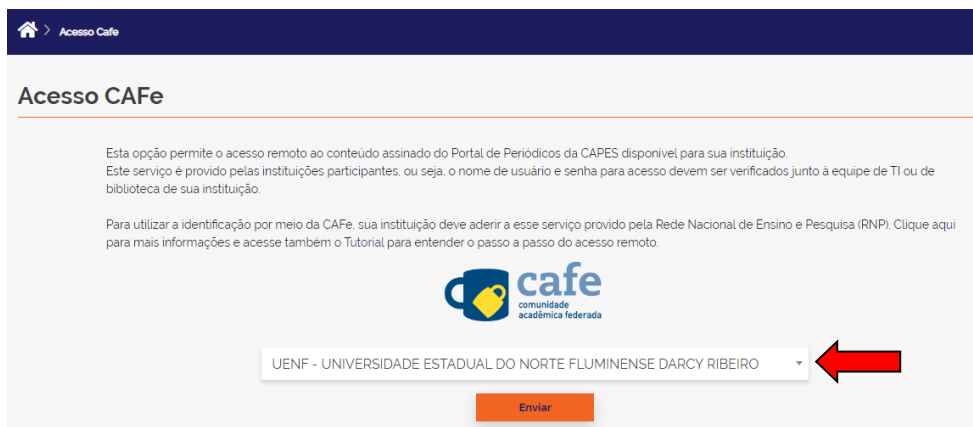 > Acesso Cafe
Acesso CAFe
Esta opção permite o acesso remoto ao conteúdo assinado do Portal de Periódicos da CAPES disponível para sua instituição.
Este serviço é provido pelas instituições participantes, ou seja, o nome de usuário e senha para acesso devem ser verificados junto à equipe de TI ou de
biblioteca de sua instituição.
Para utilizar a identificação por meio da CAFe, sua instituição deve aderir a esse serviço provido pela Rede Nacional de Ensino e Pesquisa (RNP). Clique aqui
para mais informações e acesse também o Tutorial para entender o passo a passo do acesso remoto.
cafe
comunidade
acadêmica federada
UENF - UNIVERSIDADE ESTADUAL DO NORTE FLUMINENSE DARCY RIBEIRO
Enviar